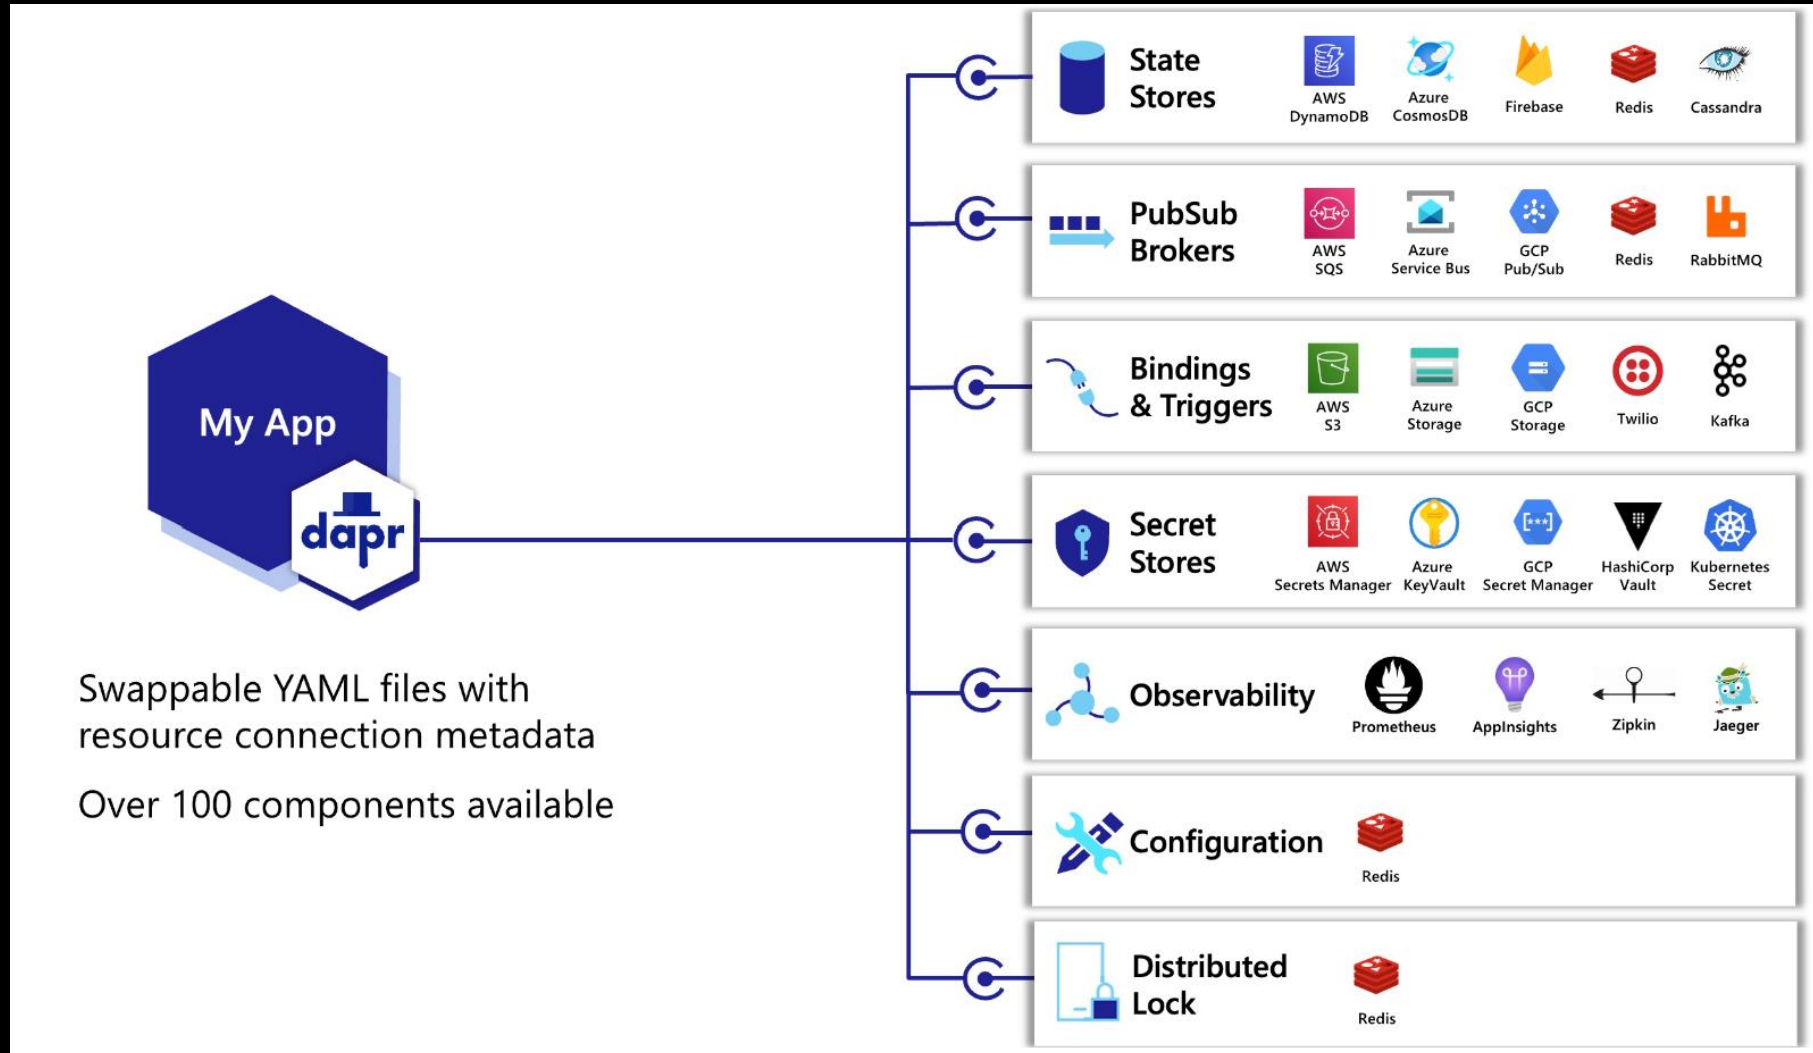 My App
dapr
Swappable YAML files with
resource connection metadata
Over 100 components available
State
Stores
AWS
DynamoDB
Azure
CosmosDB
Firebase
Redis
Cassandra
PubSub
Brokers
AWS
SQS
Azure
Service Bus
GCP
Pub/Sub
Redis
RabbitMQ
Bindings
& Triggers
AWS
S3
Azure
Storage
GCP
Storage
Twilio
Kafka
Secret
Stores
AWS
Secrets Manager
Azure
KeyVault
[***]
GCP
Secret Manager
HashiCorp
Vault
Kubernetes
Secret
Observability
Prometheus
AppInsights
Zipkin
Jaeger
Configuration
Redis
Distributed
Lock
Redis